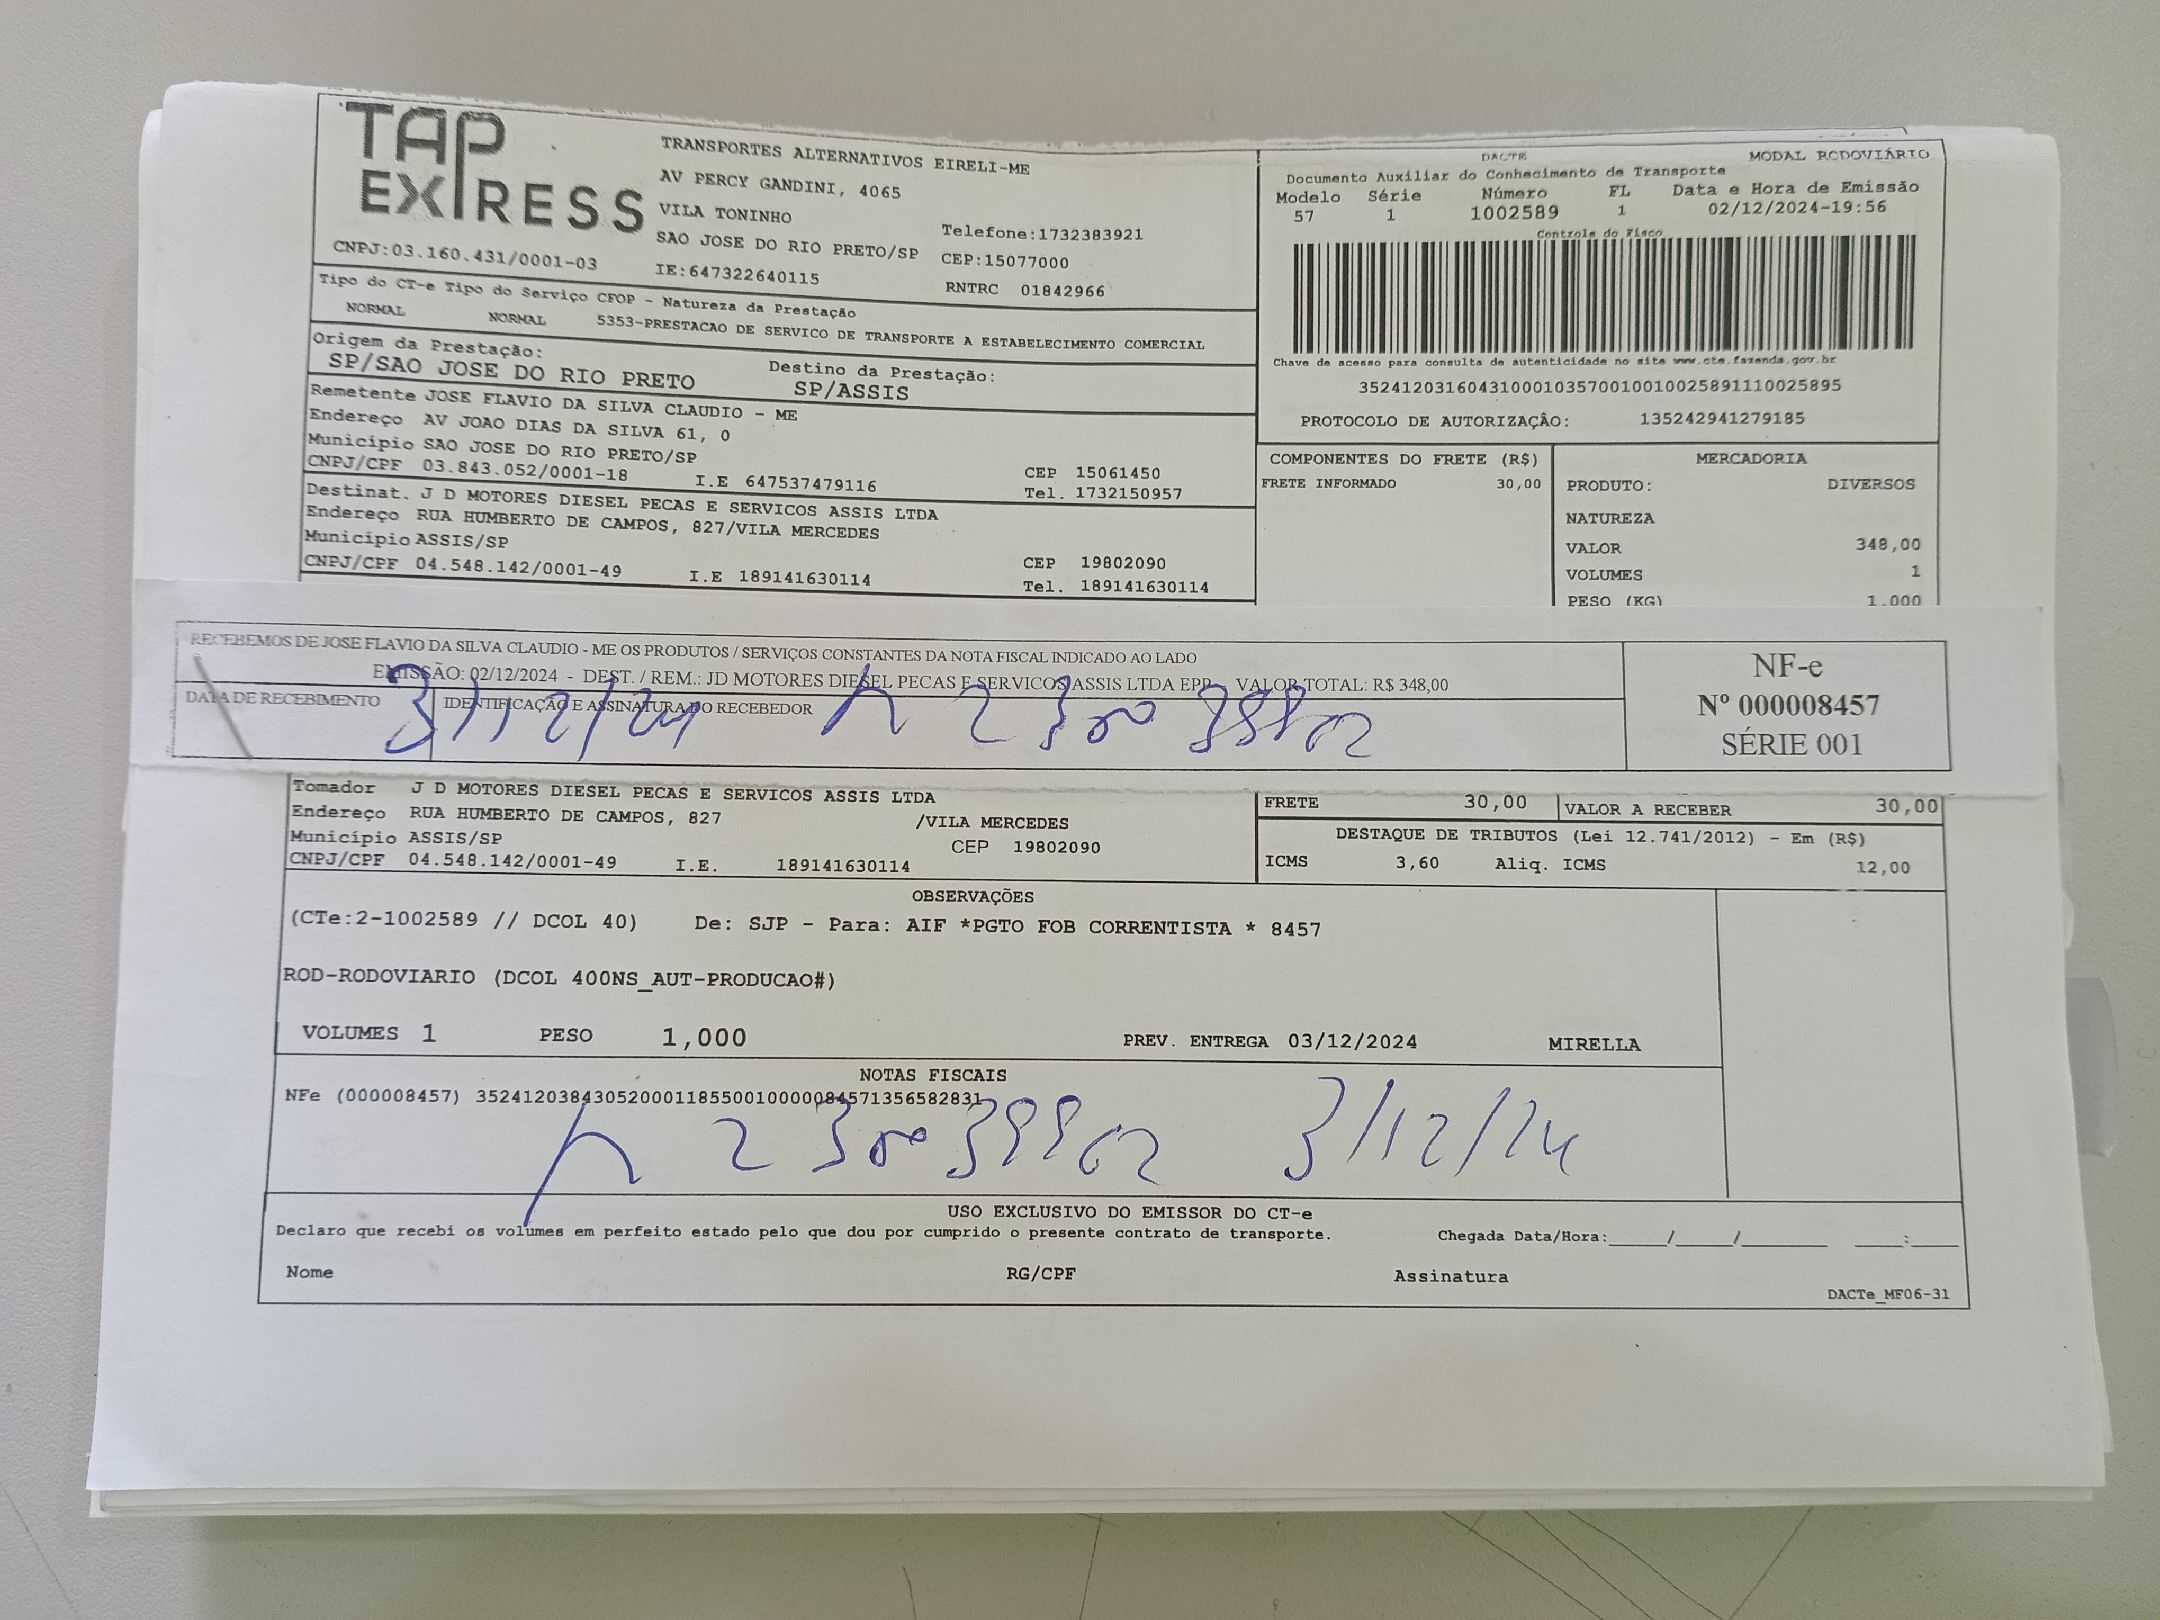 TAP
EXPRESS
TRANSPORTES ALTERNATIVOS EIRELI-ME
AV PERCY GANDINI, 4065
VILA TONINHO
SAO JOSE DO RIO PRETO/SP
Telefone:1732383921
CEP:15077000
CNPJ:03.160.431/0001-03
IE:647322640115
RNTRC 01842966
DACTE MODAL RODOVIÁRIO
Documento Auxiliar do Conhecimento de Transporte
Modelo Série Número FL Data e Hora de Emissão
57 1 1002589 1 02/12/2024-19:56
Controle do Fisco
Chave de acesso para consulta de autenticidade no site www.cte.fazenda.gov.br
35241203160431000103570010010025891110025895
PROTOCOLO DE AUTORIZAÇÂO: 135242941279185
Tipo do CT-e Tipo do Serviço CFOP - Natureza da Prestação
NORMAL NORMAL 5353-PRESTACAO DE SERVICO DE TRANSPORTE A ESTABELECIMENTO COMERCIAL
Origem da Prestação: Destino da Prestação:
SP/SAO JOSE DO RIO PRETO SP/ASSIS
Remetente JOSE FLAVIO DA SILVA CLAUDIO - ME
Endereço AV JOAO DIAS DA SILVA 61, 0
Município SAO JOSE DO RIO PRETO/SP CEP 15061450
CNPJ/CPF 03.843.052/0001-18 I.E 647537479116 Tel. 1732150957
Destinat. J D MOTORES DIESEL PECAS E SERVICOS ASSIS LTDA
Endereço RUA HUMBERTO DE CAMPOS, 827/VILA MERCEDES
Município ASSIS/SP CEP 19802090
CNPJ/CPF 04.548.142/0001-49 I.E 189141630114 Tel. 189141630114
COMPONENTES DO FRETE (R$)
FRETE INFORMADO 30,00
MERCADORIA
PRODUTO: DIVERSOS
NATUREZA
VALOR 348,00
VOLUMES 1
PESO (KG) 1,000
RECEBEMOS DE JOSE FLAVIO DA SILVA CLAUDIO - ME OS PRODUTOS / SERVIÇOS CONSTANTES DA NOTA FISCAL INDICADO AO LADO
EMISSÃO: 02/12/2024 - DEST. / REM.: JD MOTORES DIESEL PECAS E SERVICOS ASSIS LTDA EPP - VALOR TOTAL: R$ 348,00
DATA DE RECEBIMENTO IDENTIFICAÇÃO E ASSINATURA DO RECEBEDOR
3/12/24
NF-e
Nº 000008457
SÉRIE 001
Tomador J D MOTORES DIESEL PECAS E SERVICOS ASSIS LTDA
Endereço RUA HUMBERTO DE CAMPOS, 827 /VILA MERCEDES
Município ASSIS/SP CEP 19802090
CNPJ/CPF 04.548.142/0001-49 I.E. 189141630114
FRETE 30,00 VALOR A RECEBER 30,00
DESTAQUE DE TRIBUTOS (Lei 12.741/2012) - Em (R$)
ICMS 3,60 Aliq. ICMS 12,00
OBSERVAÇÕES
(CTe:2-1002589 // DCOL 40) De: SJP - Para: AIF *PGTO FOB CORRENTISTA * 8457
ROD-RODOVIARIO (DCOL 400NS_AUT-PRODUCAO#)
VOLUMES 1 PESO 1,000 PREV. ENTREGA 03/12/2024 MIRELLA
NOTAS FISCAIS
NFe (000008457) 35241203843052000118550010000084571356582831
3/12/24
USO EXCLUSIVO DO EMISSOR DO CT-e
Declaro que recebi os volumes em perfeito estado pelo que dou por cumprido o presente contrato de transporte. Chegada Data/Hora:_____/_____/________ ____:____
Nome RG/CPF Assinatura
DACTe_MF06-31